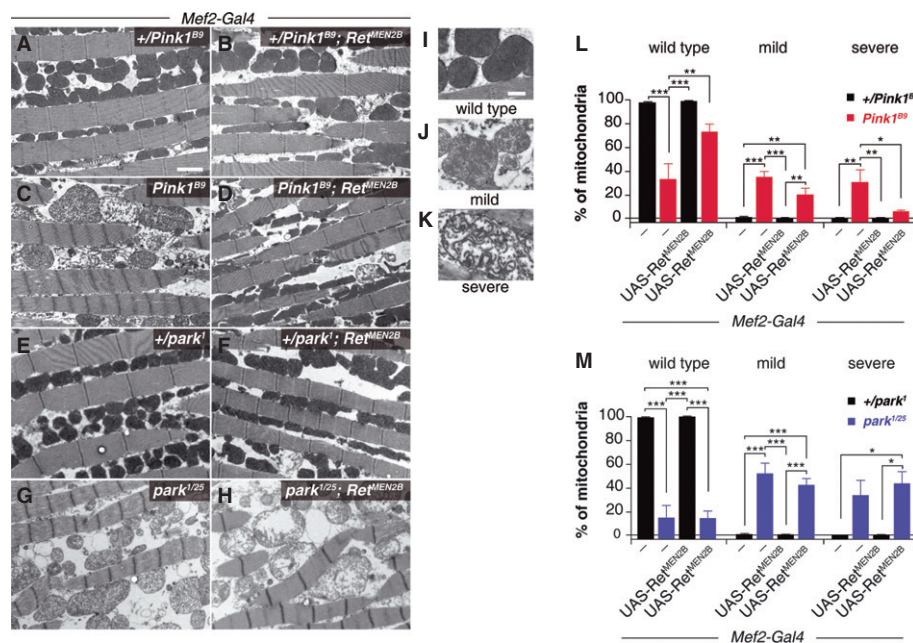 Mef2-Gal4
A +/Pink1B9
B +/Pink1B9; RetMEN2B
C Pink1B9
D Pink1B9; RetMEN2B
E +/park1
F +/park1; RetMEN2B
G park1/25
H park1/25; RetMEN2B
I
wild type
J
mild
K
severe
L
wild type mild severe
+/Pink1B9
Pink1B9
% of mitochondria
100
80
60
40
20
0
*** *** **
** *** *** **
* ** ** **
– – UAS-RetMEN2B UAS-RetMEN2B
– – UAS-RetMEN2B UAS-RetMEN2B
– – UAS-RetMEN2B UAS-RetMEN2B
Mef2-Gal4
M
wild type mild severe
+/park1
park1/25
% of mitochondria
100
80
60
40
20
0
*** *** *** ***
*** *** *** ***
* *
– – UAS-RetMEN2B UAS-RetMEN2B
– – UAS-RetMEN2B UAS-RetMEN2B
– – UAS-RetMEN2B UAS-RetMEN2B
Mef2-Gal4